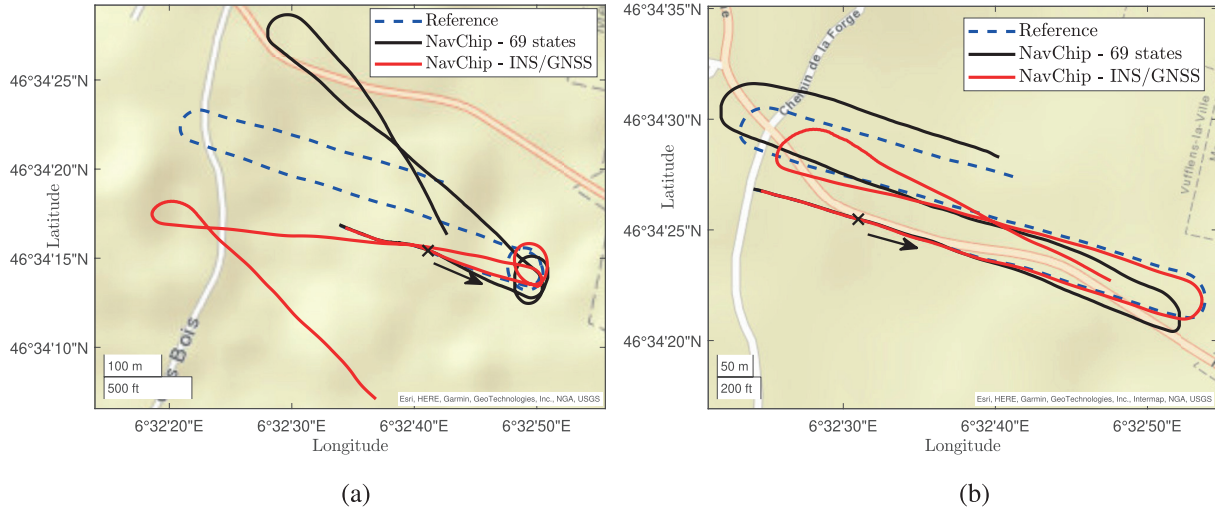 Reference
NavChip - 69 states
NavChip - INS/GNSS
46°34'25"N
46°34'20"N
46°34'15"N
46°34'10"N
Latitude
Bois
100 m
500 ft
Esri, HERE, Garmin, GeoTechnologies, Inc., NGA, USGS
6°32'20"E 6°32'30"E 6°32'40"E 6°32'50"E
Longitude
(a)
Reference
NavChip - 69 states
NavChip - INS/GNSS
46°34'35"N
46°34'30"N
46°34'25"N
46°34'20"N
Latitude
Chemin de la Forge
Vufflens-la-Ville
50 m
200 ft
Esri, HERE, Garmin, GeoTechnologies, Inc., Intermap, NGA, USGS
6°32'30"E 6°32'40"E 6°32'50"E
Longitude
(b)